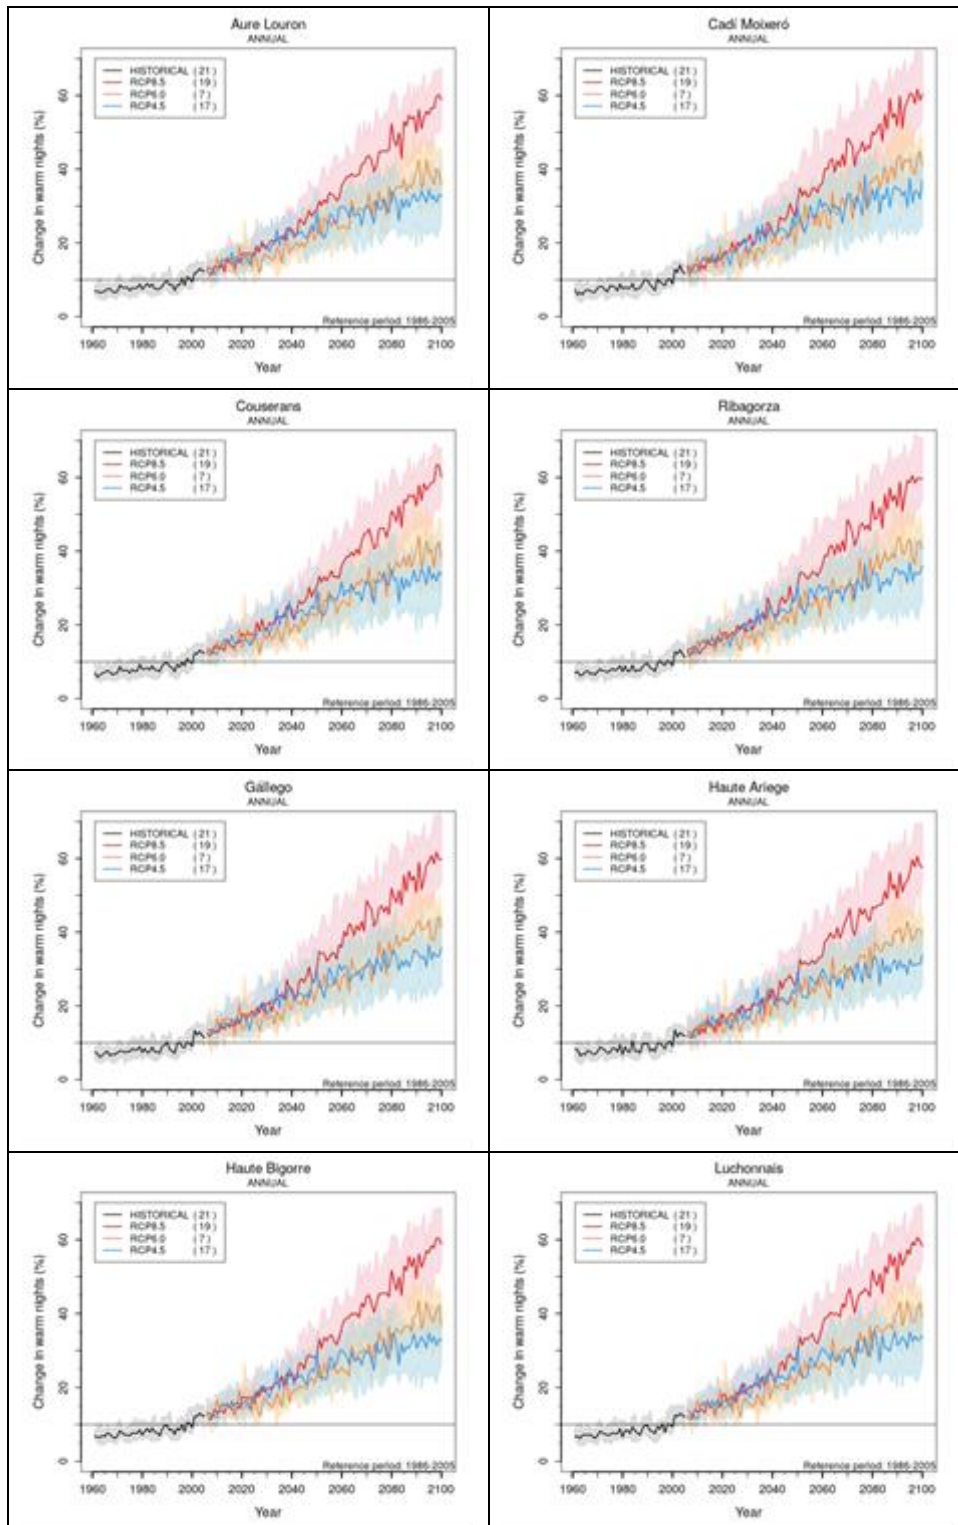 Aure Louron
ANNUAL
Change in warm nights (%)
HISTORICAL ( 21 )
RCP8.5 ( 19 )
RCP6.0 ( 7 )
RCP4.5 ( 17 )
60
40
20
0
Reference period: 1986-2005
1960 1980 2000 2020 2040 2060 2080 2100
Year
Cadí Moixeró
ANNUAL
Change in warm nights (%)
HISTORICAL ( 21 )
RCP8.5 ( 19 )
RCP6.0 ( 7 )
RCP4.5 ( 17 )
60
40
20
0
Reference period: 1986-2005
1960 1980 2000 2020 2040 2060 2080 2100
Year
Couserans
ANNUAL
Change in warm nights (%)
HISTORICAL ( 21 )
RCP8.5 ( 19 )
RCP6.0 ( 7 )
RCP4.5 ( 17 )
60
40
20
0
Reference period: 1986-2005
1960 1980 2000 2020 2040 2060 2080 2100
Year
Ribagorza
ANNUAL
Change in warm nights (%)
HISTORICAL ( 21 )
RCP8.5 ( 19 )
RCP6.0 ( 7 )
RCP4.5 ( 17 )
60
40
20
0
Reference period: 1986-2005
1960 1980 2000 2020 2040 2060 2080 2100
Year
Gállego
ANNUAL
Change in warm nights (%)
HISTORICAL ( 21 )
RCP8.5 ( 19 )
RCP6.0 ( 7 )
RCP4.5 ( 17 )
60
40
20
0
Reference period: 1986-2005
1960 1980 2000 2020 2040 2060 2080 2100
Year
Haute Ariege
ANNUAL
Change in warm nights (%)
HISTORICAL ( 21 )
RCP8.5 ( 19 )
RCP6.0 ( 7 )
RCP4.5 ( 17 )
60
40
20
0
Reference period: 1986-2005
1960 1980 2000 2020 2040 2060 2080 2100
Year
Haute Bigorre
ANNUAL
Change in warm nights (%)
HISTORICAL ( 21 )
RCP8.5 ( 19 )
RCP6.0 ( 7 )
RCP4.5 ( 17 )
60
40
20
0
Reference period: 1986-2005
1960 1980 2000 2020 2040 2060 2080 2100
Year
Luchonnais
ANNUAL
Change in warm nights (%)
HISTORICAL ( 21 )
RCP8.5 ( 19 )
RCP6.0 ( 7 )
RCP4.5 ( 17 )
60
40
20
0
Reference period: 1986-2005
1960 1980 2000 2020 2040 2060 2080 2100
Year